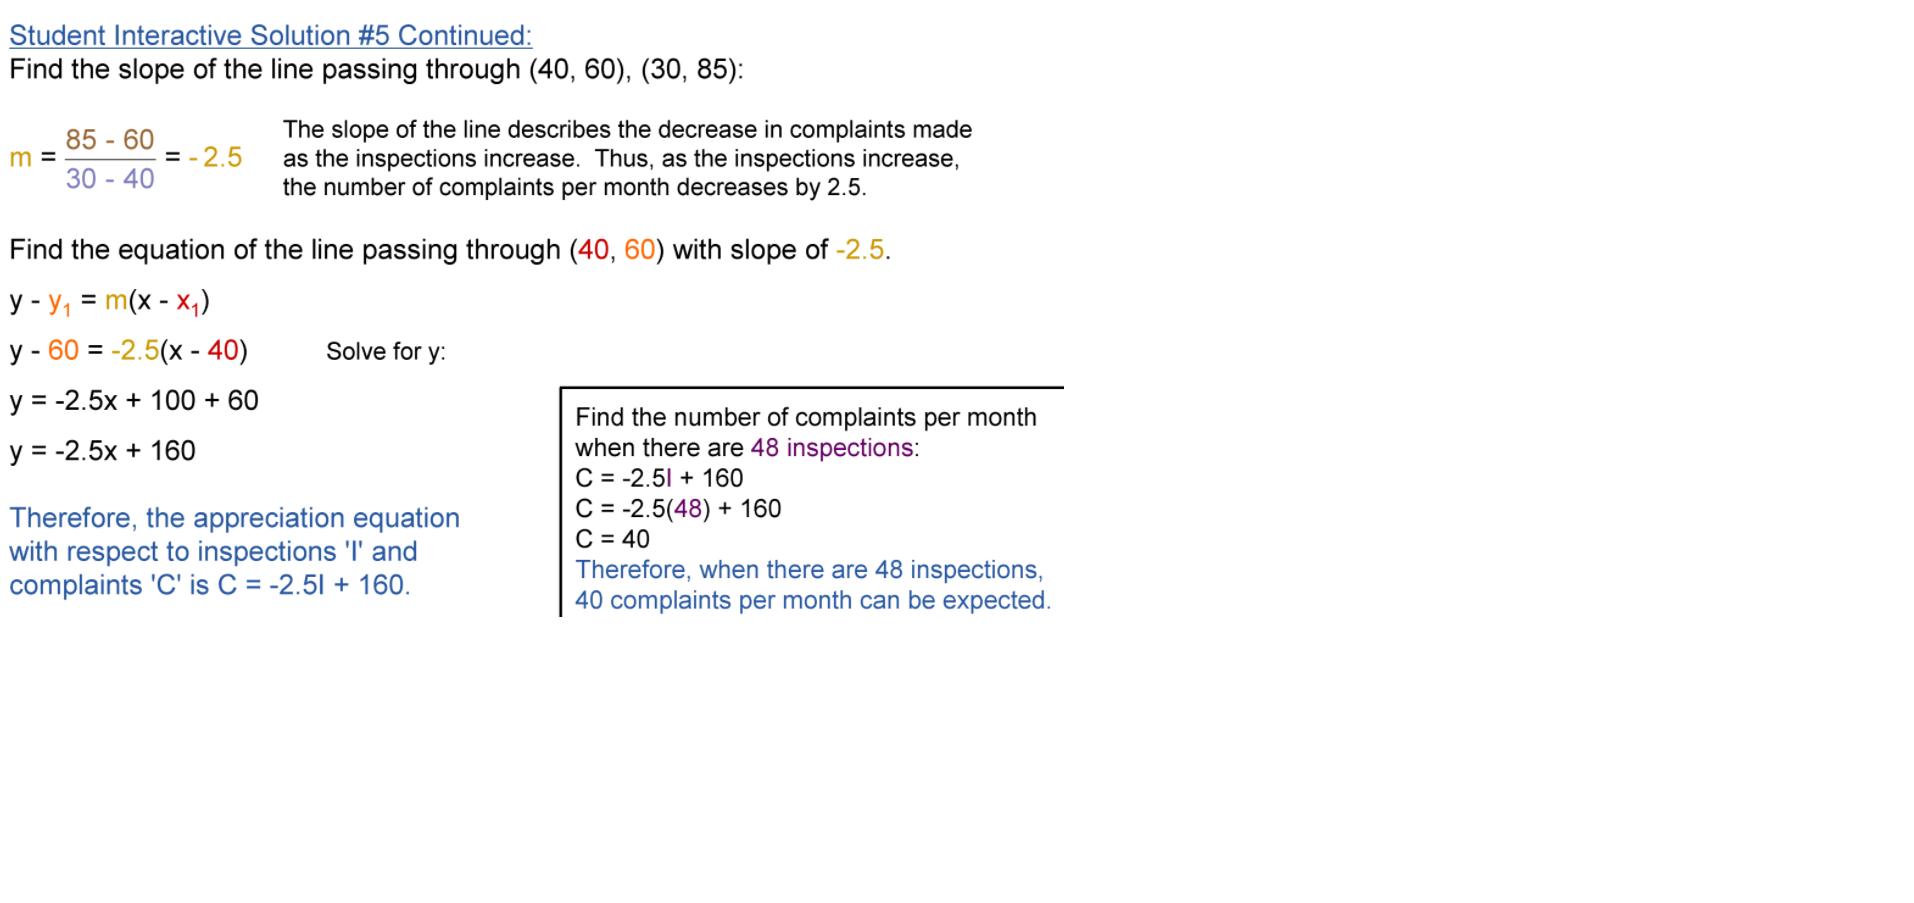 Student Interactive Solution #5 Continued:
Find the slope of the line passing through (40, 60), (30, 85):
m = 85 - 60 / 30 - 40 = - 2.5
The slope of the line describes the decrease in complaints made
as the inspections increase.  Thus, as the inspections increase,
the number of complaints per month decreases by 2.5.
Find the equation of the line passing through (40, 60) with slope of -2.5.
y - y₁ = m(x - x₁)
y - 60 = -2.5(x - 40)
Solve for y:
y = -2.5x + 100 + 60
y = -2.5x + 160
Therefore, the appreciation equation
with respect to inspections 'I' and
complaints 'C' is C = -2.5I + 160.
Find the number of complaints per month
when there are 48 inspections:
C = -2.5I + 160
C = -2.5(48) + 160
C = 40
Therefore, when there are 48 inspections,
40 complaints per month can be expected.